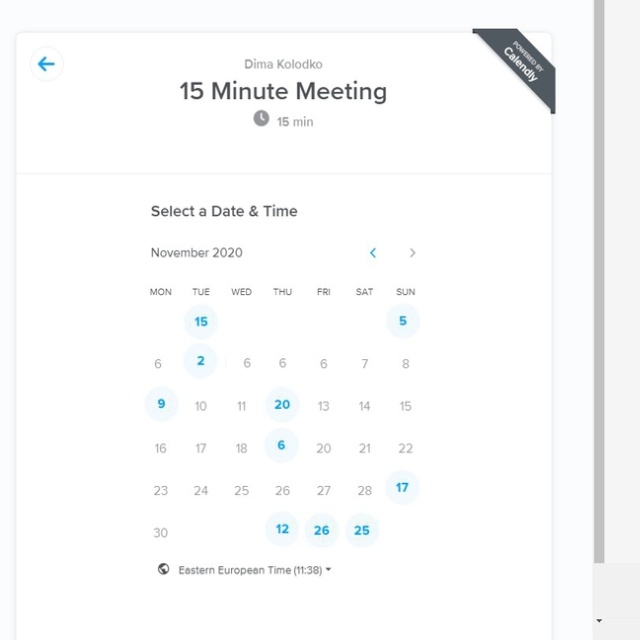 Dima Kolodko
POWERED BY
Calendly
15 Minute Meeting
15 min
Select a Date & Time
November 2020
MON TUE WED THU FRI SAT SUN
15 5
6 2 6 6 6 7 8
9 10 11 20 13 14 15
16 17 18 6 20 21 22
23 24 25 26 27 28 17
30 12 26 25
Eastern European Time (11:38)